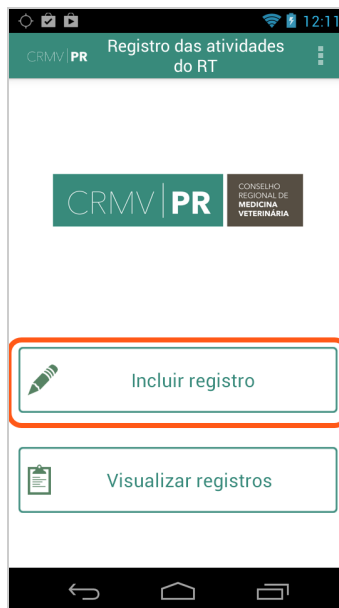 12:11
CRMV PR
Registro das atividades
do RT
CRMV PR
CONSELHO
REGIONAL DE
MEDICINA
VETERINÁRIA
Incluir registro
Visualizar registros